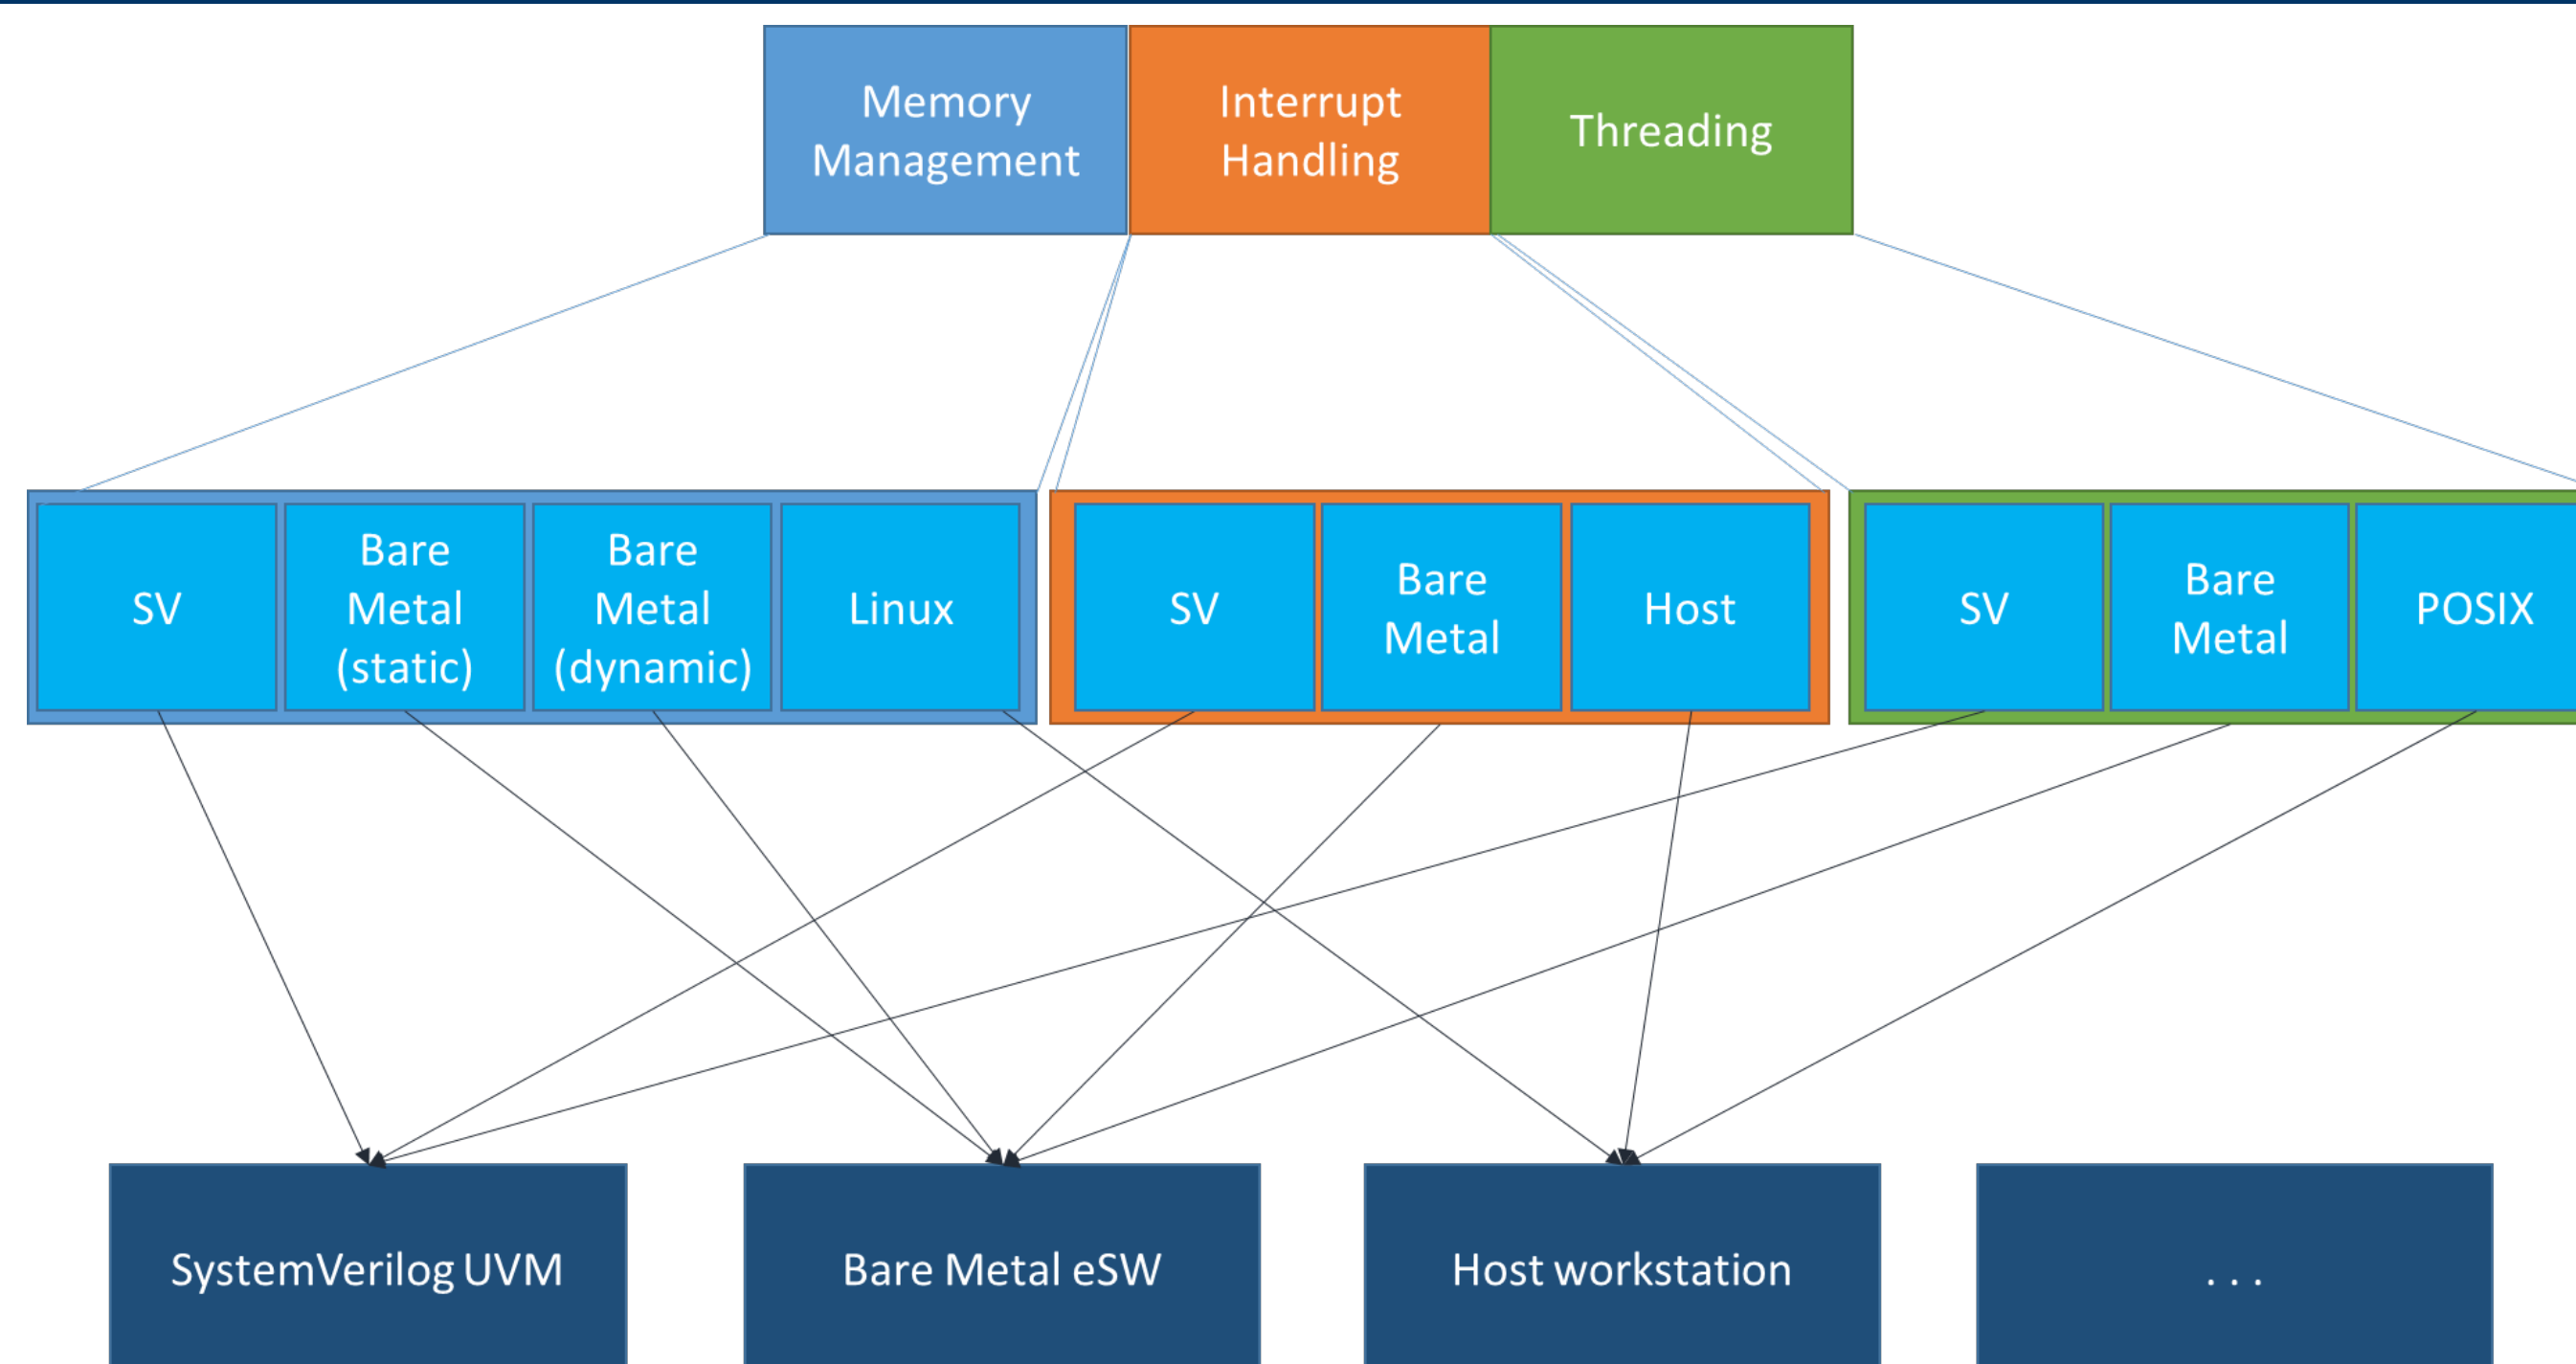 Memory
Management
Interrupt
Handling
Threading
SV
Bare
Metal
(static)
Bare
Metal
(dynamic)
Linux
SV
Bare
Metal
Host
SV
Bare
Metal
POSIX
SystemVerilog UVM
Bare Metal eSW
Host workstation
. . .